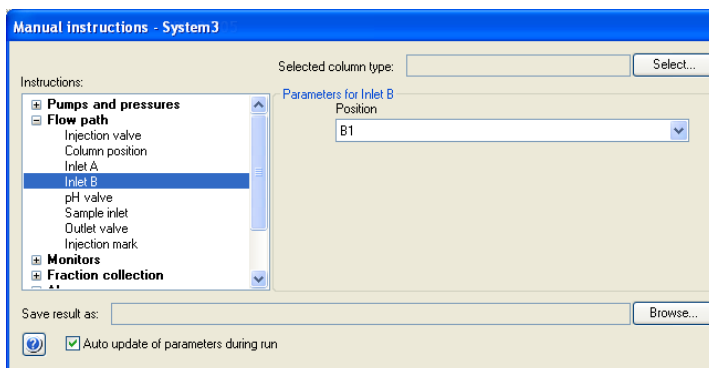 Manual instructions - System3
Selected column type:
Select...
Instructions:
Pumps and pressures
Flow path
Injection valve
Column position
Inlet A
Inlet B
pH valve
Sample inlet
Outlet valve
Injection mark
Monitors
Fraction collection
Parameters for Inlet B
Position
B1
Save result as:
Browse...
Auto update of parameters during run